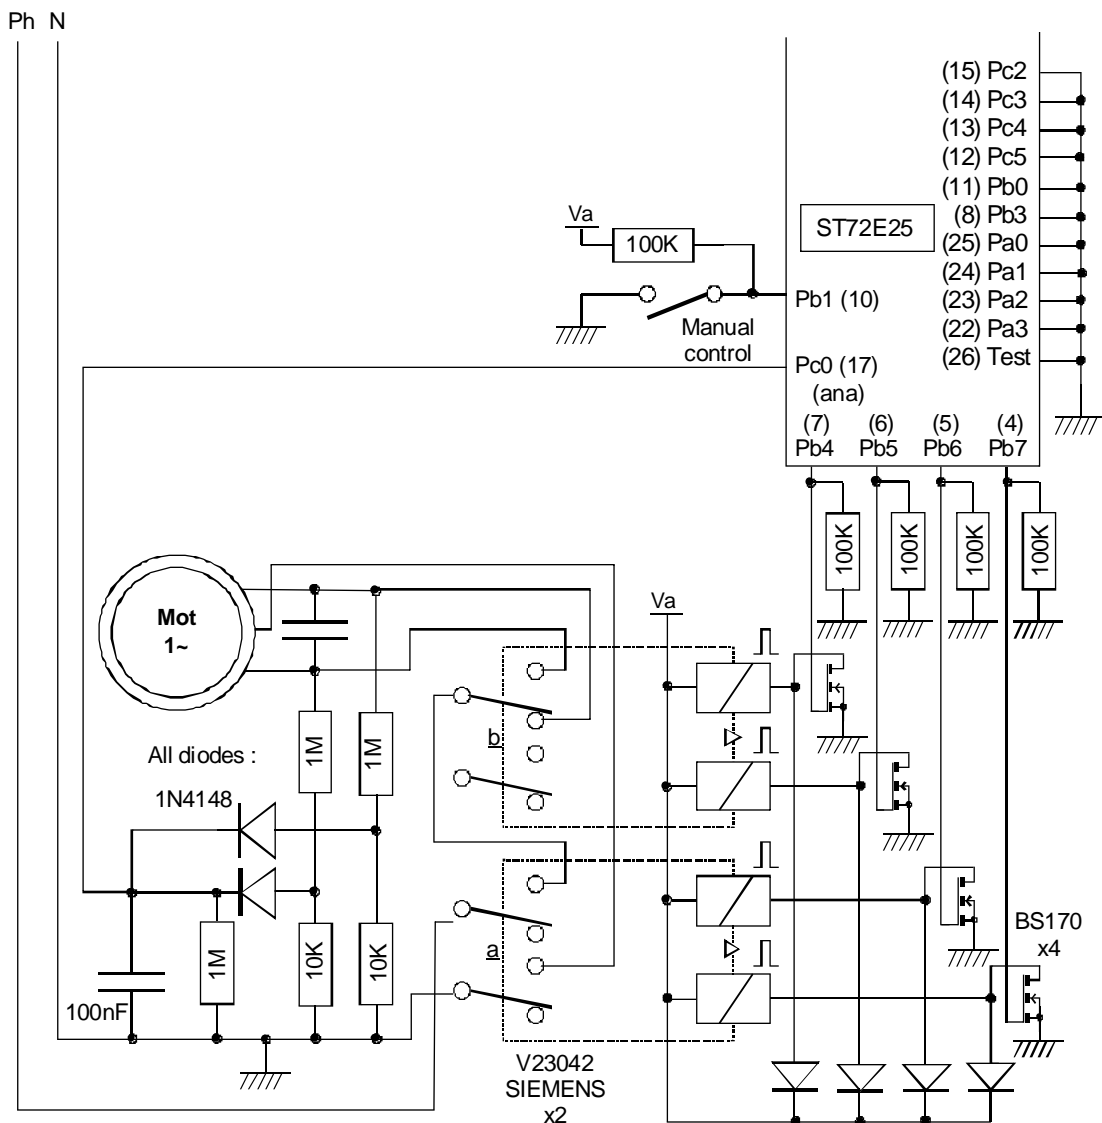 Ph N
(15) Pc2
(14) Pc3
(13) Pc4
(12) Pc5
(11) Pb0
(8) Pb3
(25) Pa0
(24) Pa1
(23) Pa2
(22) Pa3
(26) Test
ST72E25
Va
100K
Pb1 (10)
Manual
control
Pc0 (17)
(ana)
(7) (6) (5) (4)
Pb4 Pb5 Pb6 Pb7
100K 100K 100K 100K
Mot
1~
Va
1M 1M
b
All diodes :
1N4148
1M 10K 10K
a
100nF
BS170
x4
V23042
SIEMENS
x2